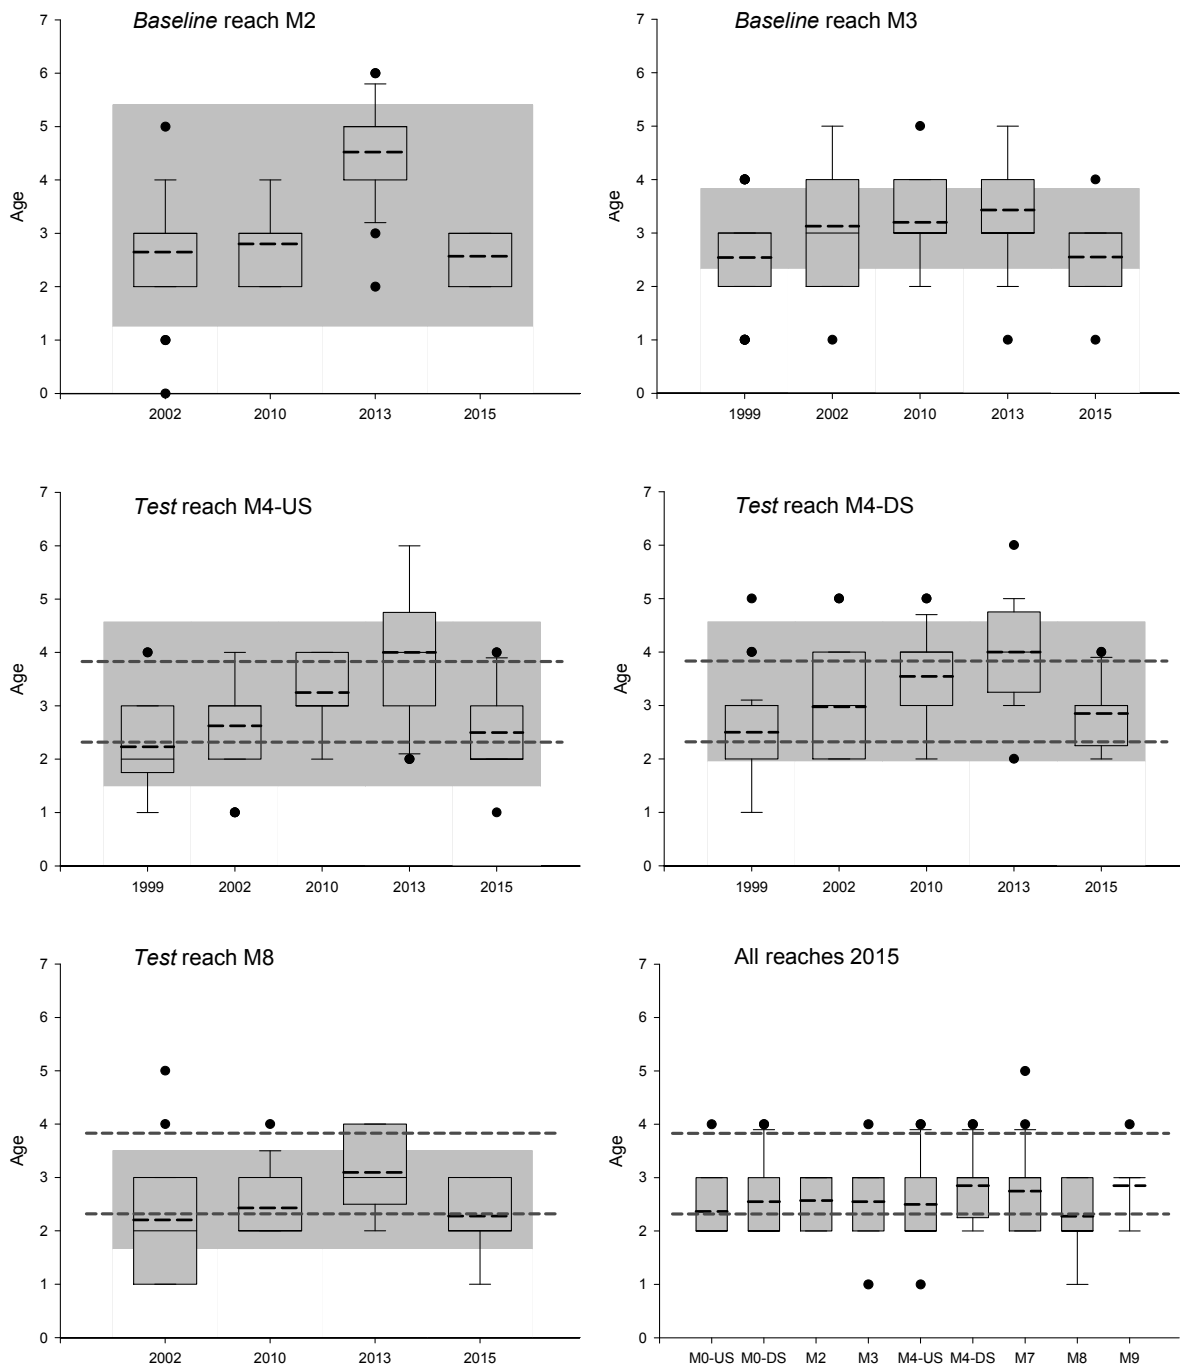 Baseline reach M2
Age
7
6
5
4
3
2
1
0
2002 2010 2013 2015
Baseline reach M3
Age
7
6
5
4
3
2
1
0
1999 2002 2010 2013 2015
Test reach M4-US
Age
7
6
5
4
3
2
1
0
1999 2002 2010 2013 2015
Test reach M4-DS
Age
7
6
5
4
3
2
1
0
1999 2002 2010 2013 2015
Test reach M8
Age
7
6
5
4
3
2
1
0
2002 2010 2013 2015
All reaches 2015
Age
7
6
5
4
3
2
1
0
M0-US M0-DS M2 M3 M4-US M4-DS M7 M8 M9